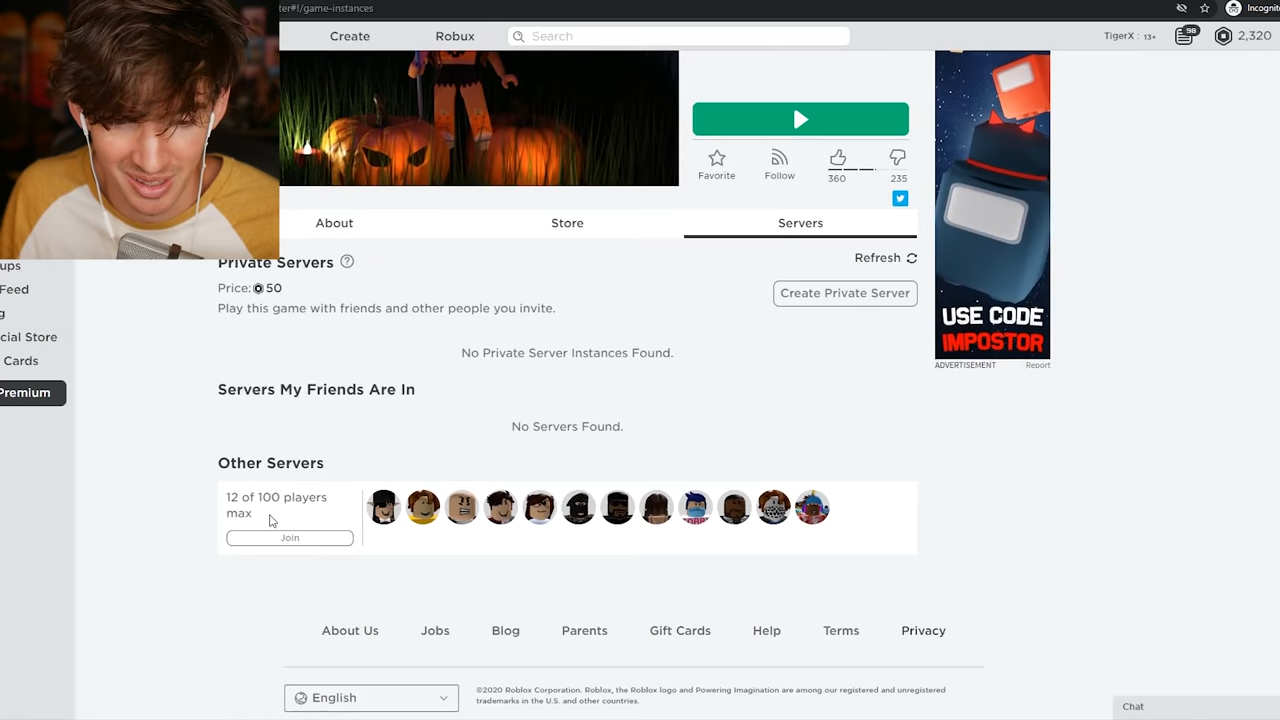 ter#!/game-instances
Incognit
Create
Robux
Search
TigerX : 13+
98
2,320
Favorite
Follow
360
235
About
Store
Servers
ups
Feed
g
cial Store
Cards
Premium
Private Servers
Refresh
Price: 50
Create Private Server
Play this game with friends and other people you invite.
No Private Server Instances Found.
Servers My Friends Are In
No Servers Found.
Other Servers
12 of 100 players
max
Join
USE CODE
IMPOSTOR
ADVERTISEMENT
Report
About Us
Jobs
Blog
Parents
Gift Cards
Help
Terms
Privacy
English
©2020 Roblox Corporation. Roblox, the Roblox logo and Powering Imagination are among our registered and unregistered
trademarks in the U.S. and other countries.
Chat